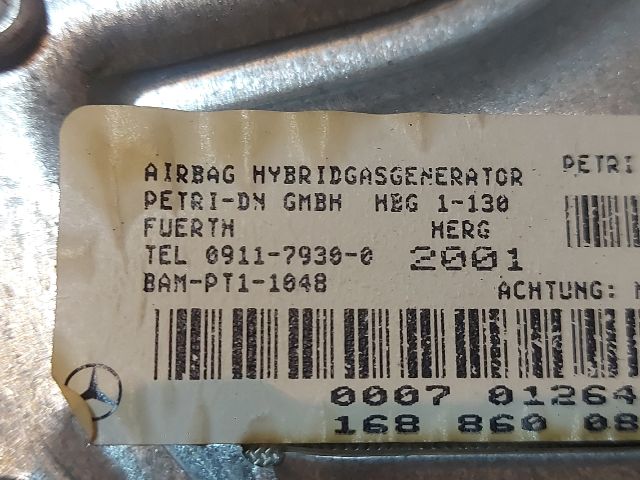 AIRBAG HYBRIDGASGENERATOR PETRI
PETRI-DN GMBH HBG 1-130
FUERTH HERG
TEL 0911-7930-0 2001
BAM-PT1-1048 ACHTUNG:
0007 01264
168 860 08